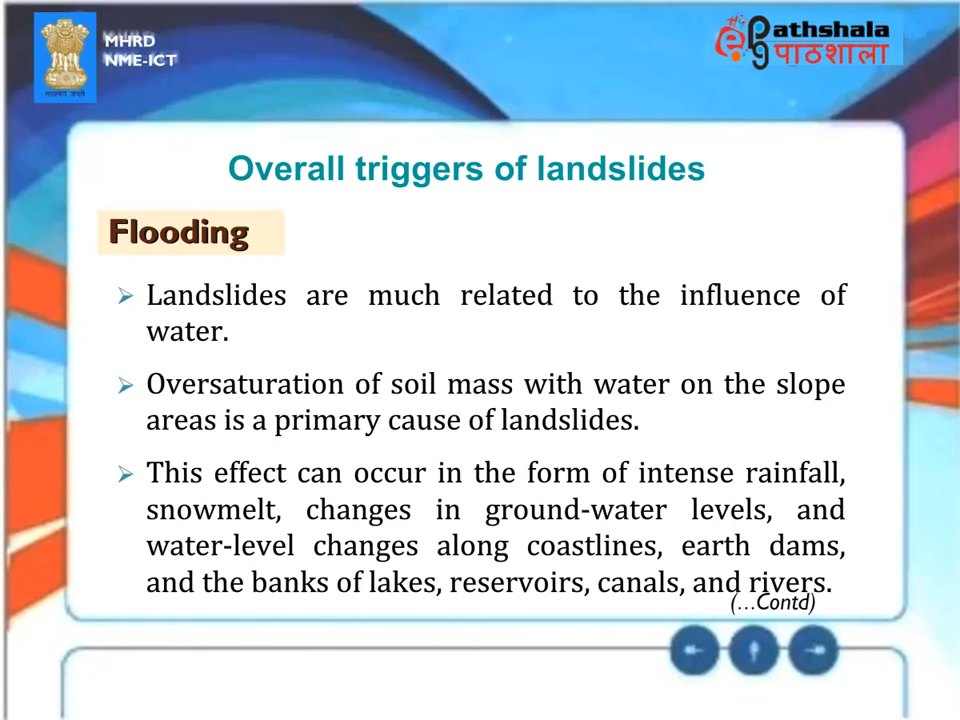 MHRD
NME-ICT
ePG Pathshala
पाठशाला
Overall triggers of landslides
Flooding
Landslides are much related to the influence of
water.
Oversaturation of soil mass with water on the slope
areas is a primary cause of landslides.
This effect can occur in the form of intense rainfall,
snowmelt, changes in ground-water levels, and
water-level changes along coastlines, earth dams,
and the banks of lakes, reservoirs, canals, and rivers.
(...Contd)